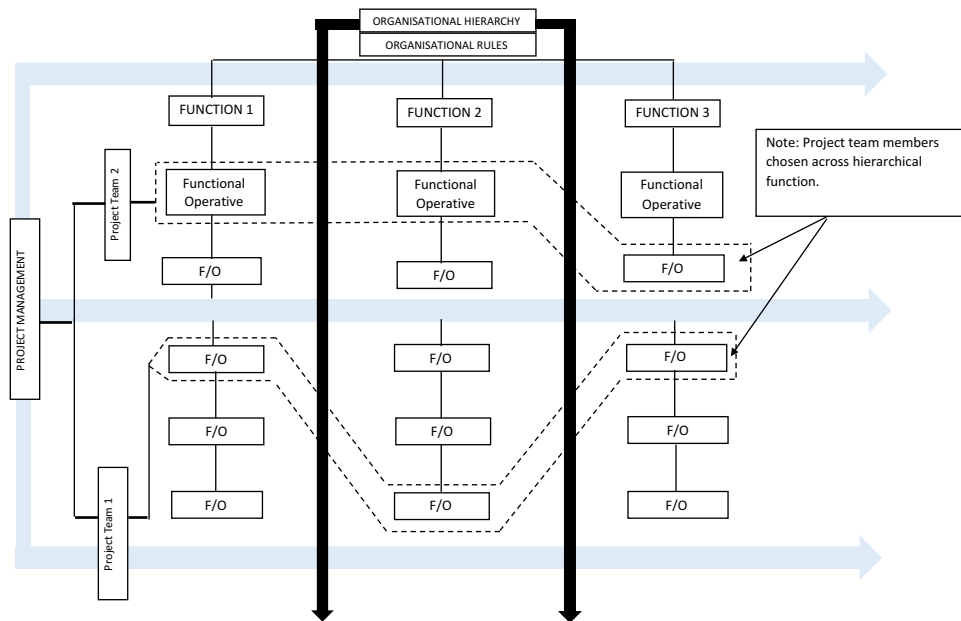 ORGANISATIONAL HIERARCHY
ORGANISATIONAL RULES
FUNCTION 1
FUNCTION 2
FUNCTION 3
Note: Project team members
chosen across hierarchical
function.
Project Team 2
Functional
Operative
Functional
Operative
Functional
Operative
F/O
F/O
F/O
PROJECT MANAGEMENT
F/O
F/O
F/O
F/O
F/O
F/O
Project Team 1
F/O
F/O
F/O